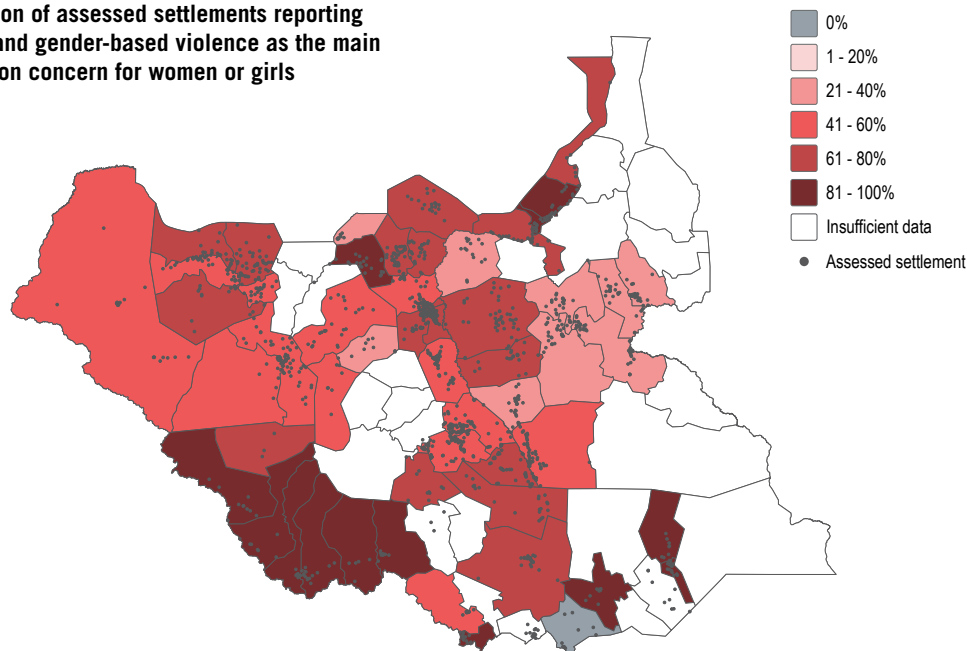 ion of assessed settlements reporting
and gender-based violence as the main
on concern for women or girls
0%
1 - 20%
21 - 40%
41 - 60%
61 - 80%
81 - 100%
Insufficient data
Assessed settlement